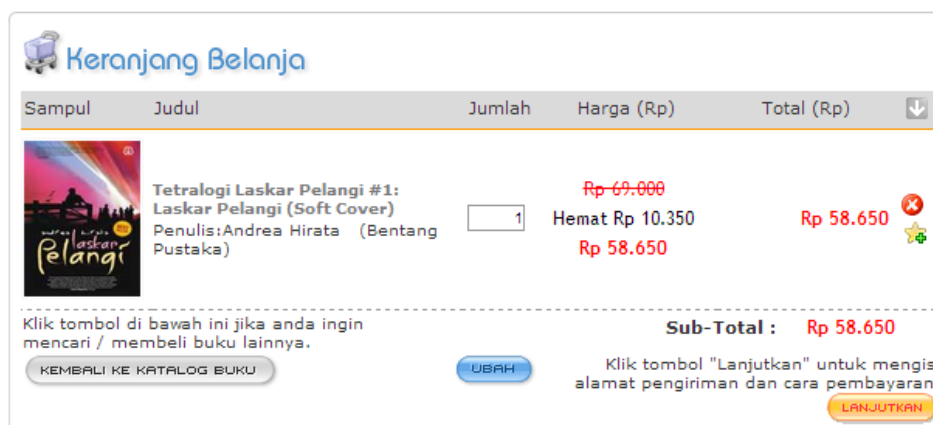 Keranjang Belanja
Sampul Judul Jumlah Harga (Rp) Total (Rp)
laskar
Pelangi
Tetralogi Laskar Pelangi #1:
Laskar Pelangi (Soft Cover)
Penulis:Andrea Hirata (Bentang
Pustaka)
1
Rp 69.000
Hemat Rp 10.350
Rp 58.650
Rp 58.650
Klik tombol di bawah ini jika anda ingin
mencari / membeli buku lainnya.
KEMBALI KE KATALOG BUKU
UBAH
Sub-Total : Rp 58.650
Klik tombol "Lanjutkan" untuk mengis
alamat pengiriman dan cara pembayaran
LANJUTKAN